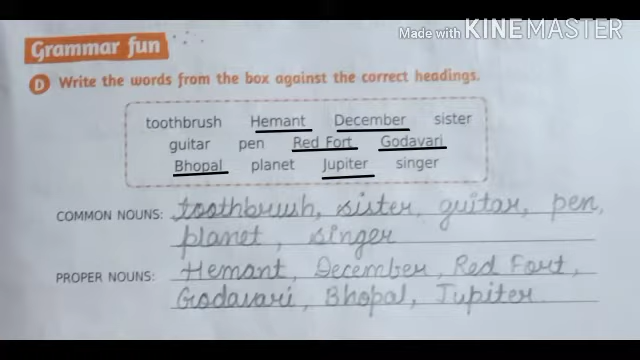 Made with KINEMASTER
Grammar fun
D Write the words from the box against the correct headings.
toothbrush Hemant December sister
guitar pen Red Fort Godavari
Bhopal planet Jupiter singer
COMMON NOUNS: toothbrush, sister, guitar, pen,
planet, singer
PROPER NOUNS: Hemant, December, Red Fort,
Godavari, Bhopal, Jupiter